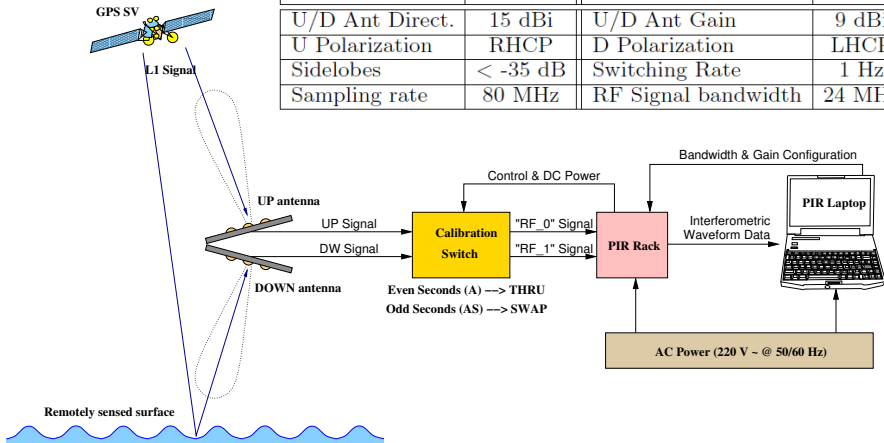 GPS SV
U/D Ant Direct. 15 dBi U/D Ant Gain 9 dBi
U Polarization RHCP D Polarization LHCP
Sidelobes < -35 dB Switching Rate 1 Hz
Sampling rate 80 MHz RF Signal bandwidth 24
L1 Signal
Bandwidth & Gain Configuration
Control & DC Power
UP antenna
PIR Laptop
UP Signal
"RF_0" Signal
Interferometric
Waveform Data
Calibration
Switch
PIR Rack
DW Signal
"RF_1" Signal
DOWN antenna
Even Seconds (A) −−> THRU
Odd Seconds (AS) −−> SWAP
AC Power (220 V ~ @ 50/60 Hz)
Remotely sensed surface